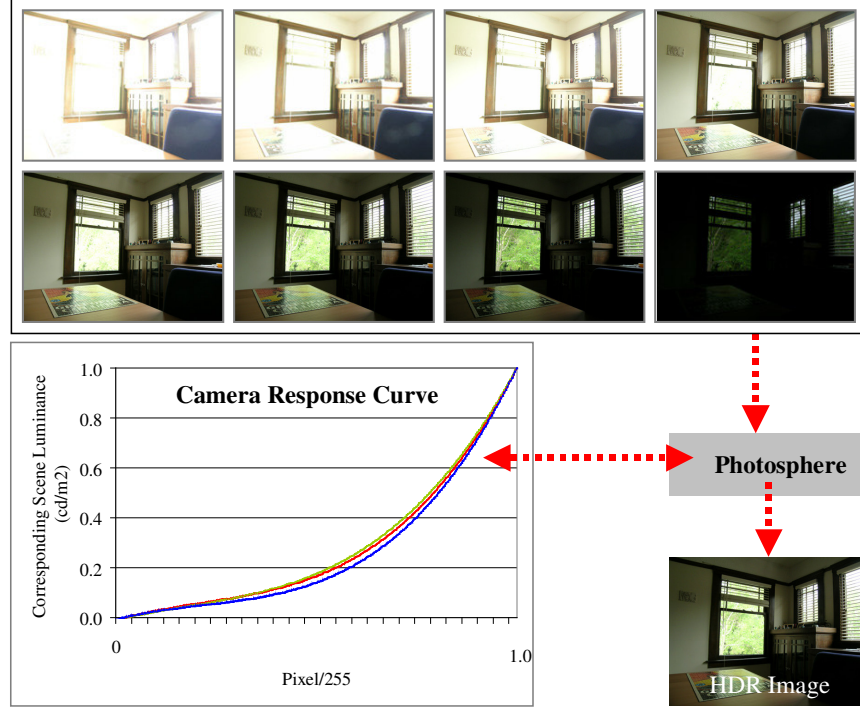 Camera Response Curve
Corresponding Scene Luminance
(cd/m2)
1.0
0.8
0.6
0.4
0.2
0.0
0
1.0
Pixel/255
Photosphere
HDR Image